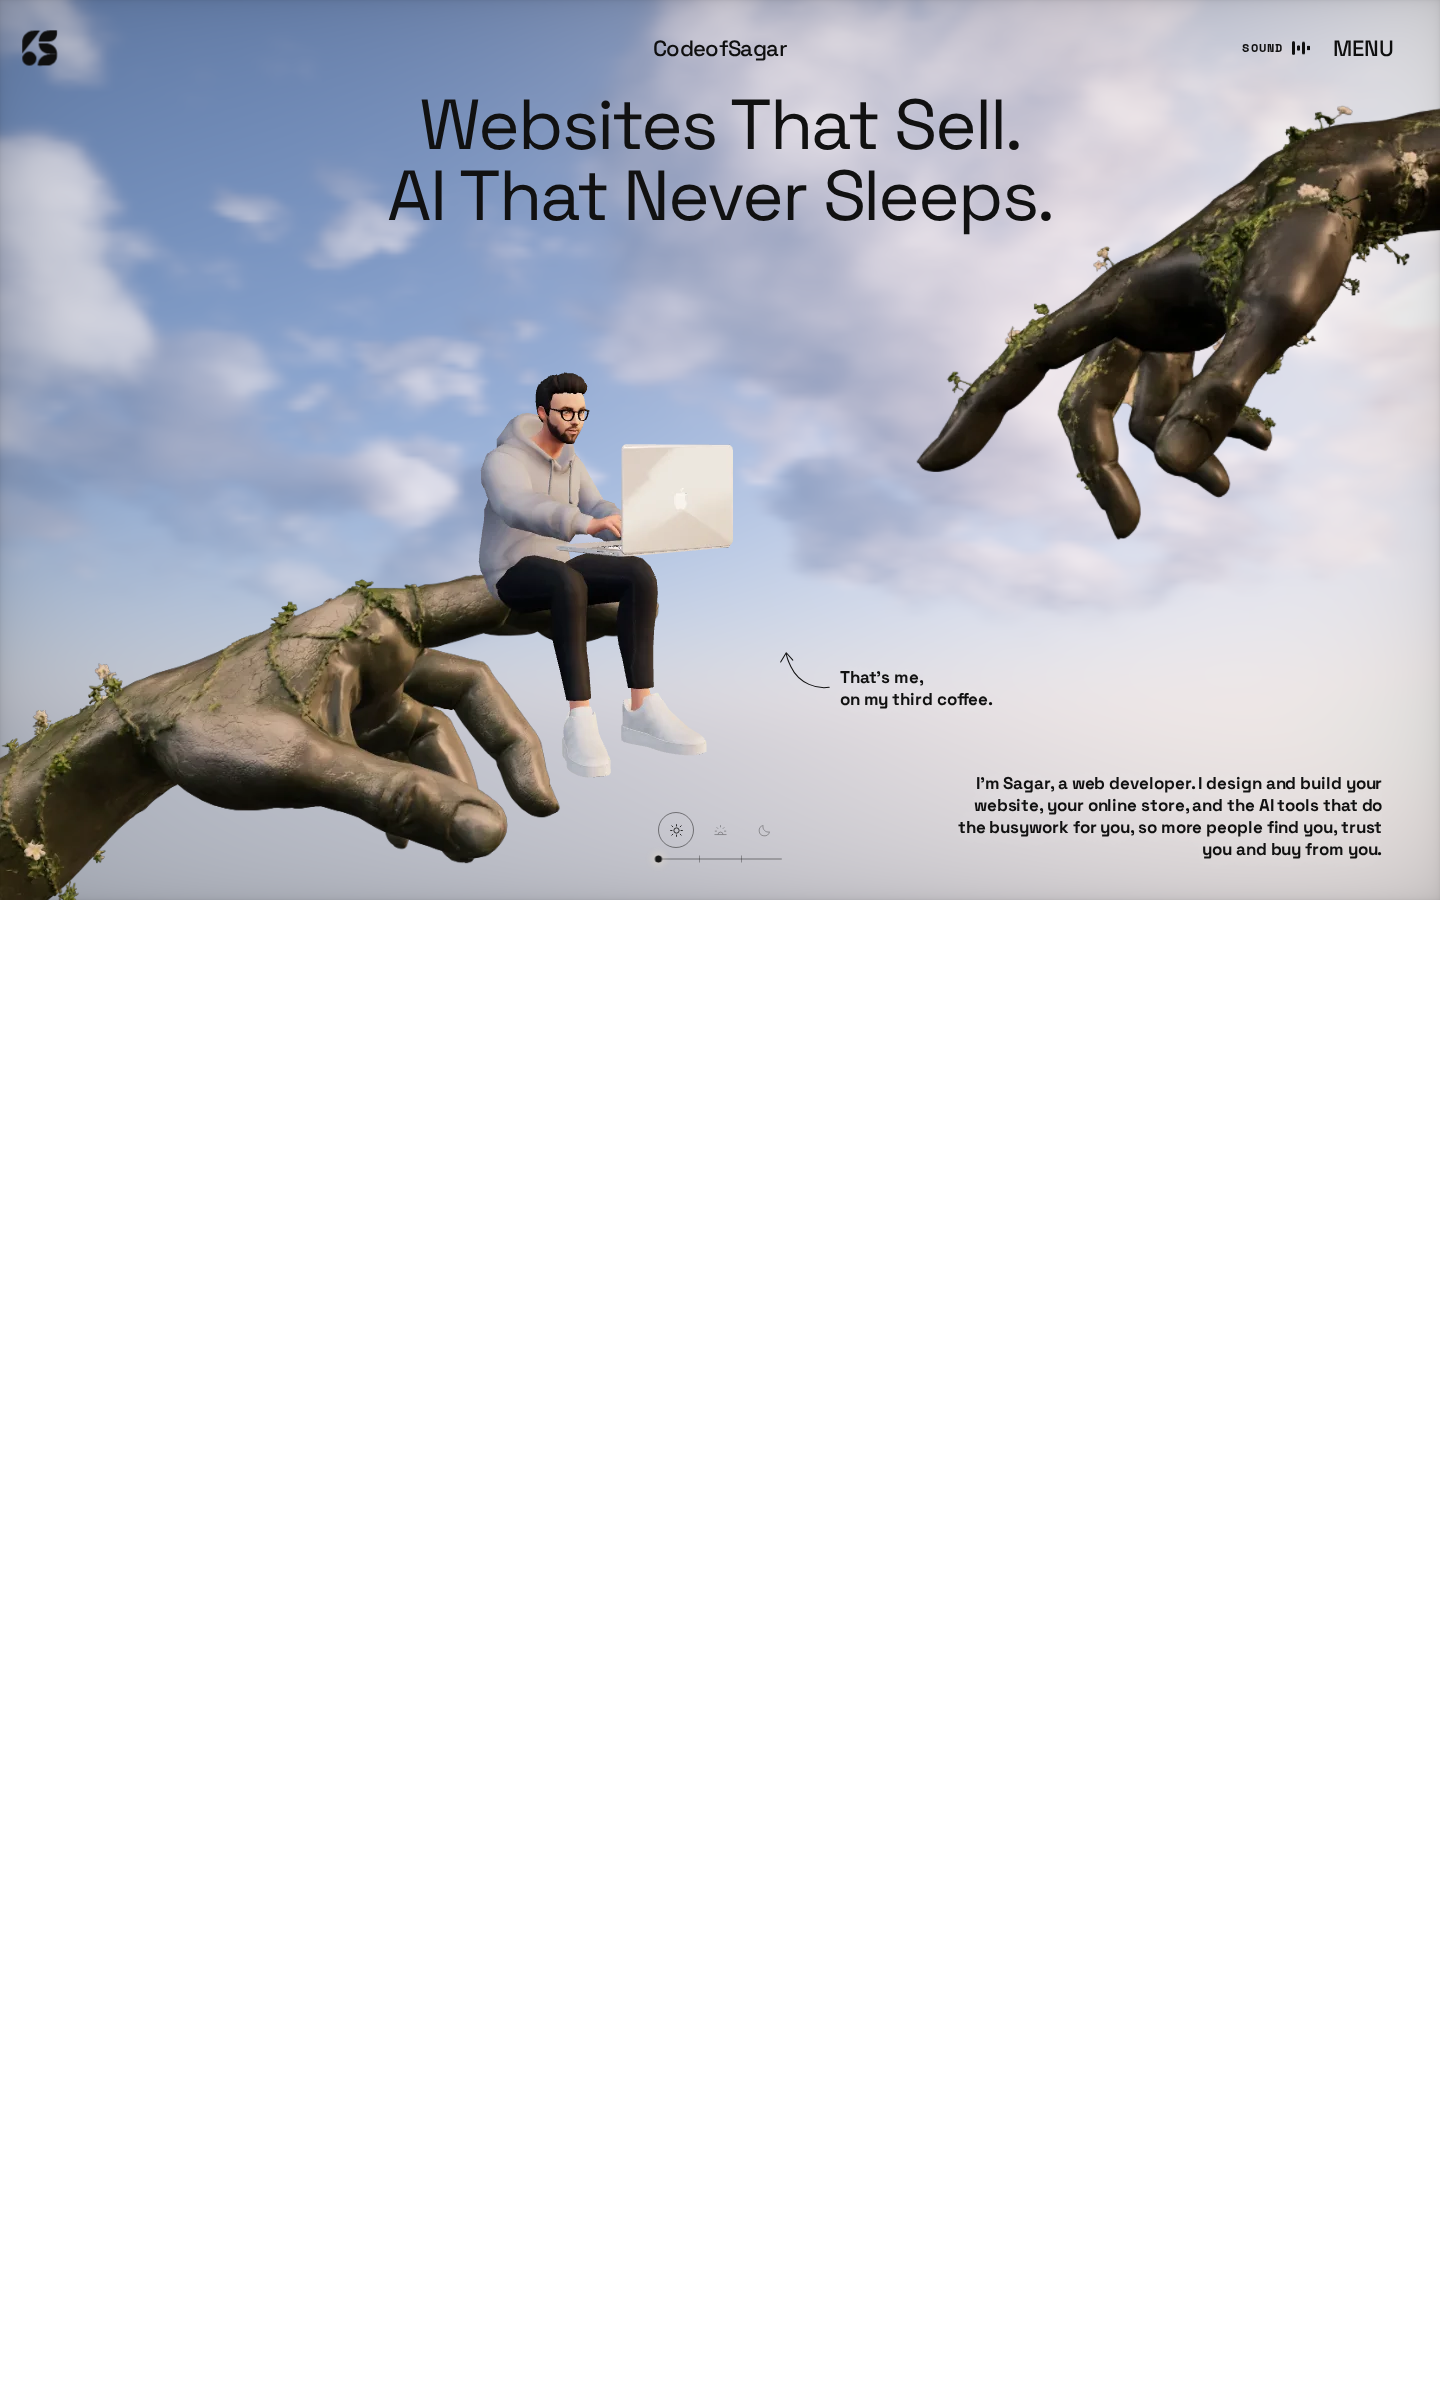 CodeofSagar
SOUND
MENU
Websites That Sell.
AI That Never Sleeps.
That's me,
on my third coffee.
I'm Sagar, a web developer. I design and build your
website, your online store, and the AI tools that do
the busywork for you, so more people find you, trust
you and buy from you.